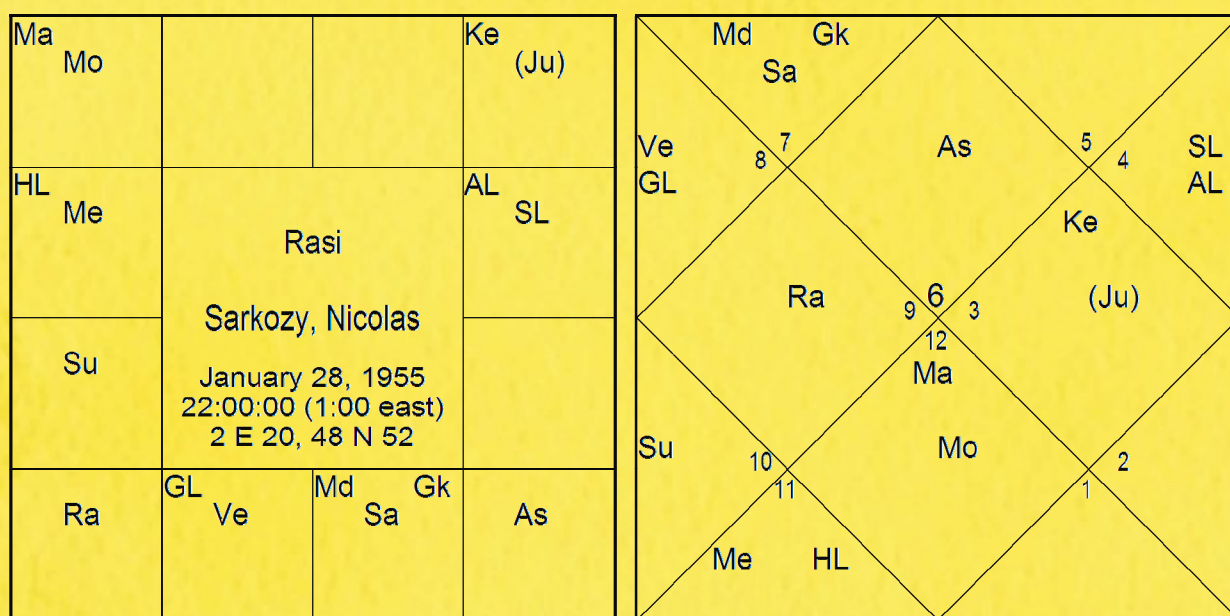 Ma
Mo
Ke
(Ju)
HL
Me
AL
SL
Rasi
Sarkozy, Nicolas
January 28, 1955
22:00:00 (1:00 east)
2 E 20, 48 N 52
Su
Ra
GL
Ve
Md Gk
Sa
As
Md Gk
Sa
Ve
GL
8 7
As
5 4
SL
AL
Ke
Ra
9 6 3
(Ju)
12
Ma
Su
10
11
Mo
2
1
Me HL